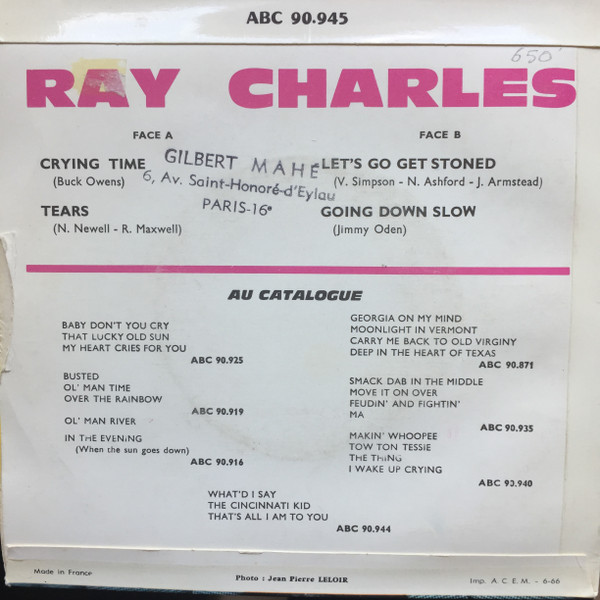 ABC 90.945
650
RAY CHARLES
FACE A
CRYING TIME
(Buck Owens)
TEARS
(N. Newell - R. Maxwell)
GILBERT MAHÉ
6, Av. Saint-Honoré-d'Eylau
PARIS-16e
FACE B
LET'S GO GET STONED
(V. Simpson - N. Ashford - J. Armstead)
GOING DOWN SLOW
(Jimmy Oden)
AU CATALOGUE
BABY DON'T YOU CRY
THAT LUCKY OLD SUN
MY HEART CRIES FOR YOU
ABC 90.925
BUSTED
OL' MAN TIME
OVER THE RAINBOW
ABC 90.919
OL' MAN RIVER
IN THE EVENING
(When the sun goes down)
ABC 90.916
GEORGIA ON MY MIND
MOONLIGHT IN VERMONT
CARRY ME BACK TO OLD VIRGINY
DEEP IN THE HEART OF TEXAS
ABC 90.871
SMACK DAB IN THE MIDDLE
MOVE IT ON OVER
FEUDIN' AND FIGHTIN'
MA
ABC 90.935
MAKIN' WHOOPEE
TOW TON TESSIE
THE THING
I WAKE UP CRYING
ABC 90.940
WHAT'D I SAY
THE CINCINNATI KID
THAT'S ALL I AM TO YOU
ABC 90.944
Made in France
Photo : Jean Pierre LELOIR
Imp. A.C.E.M. - 6-66